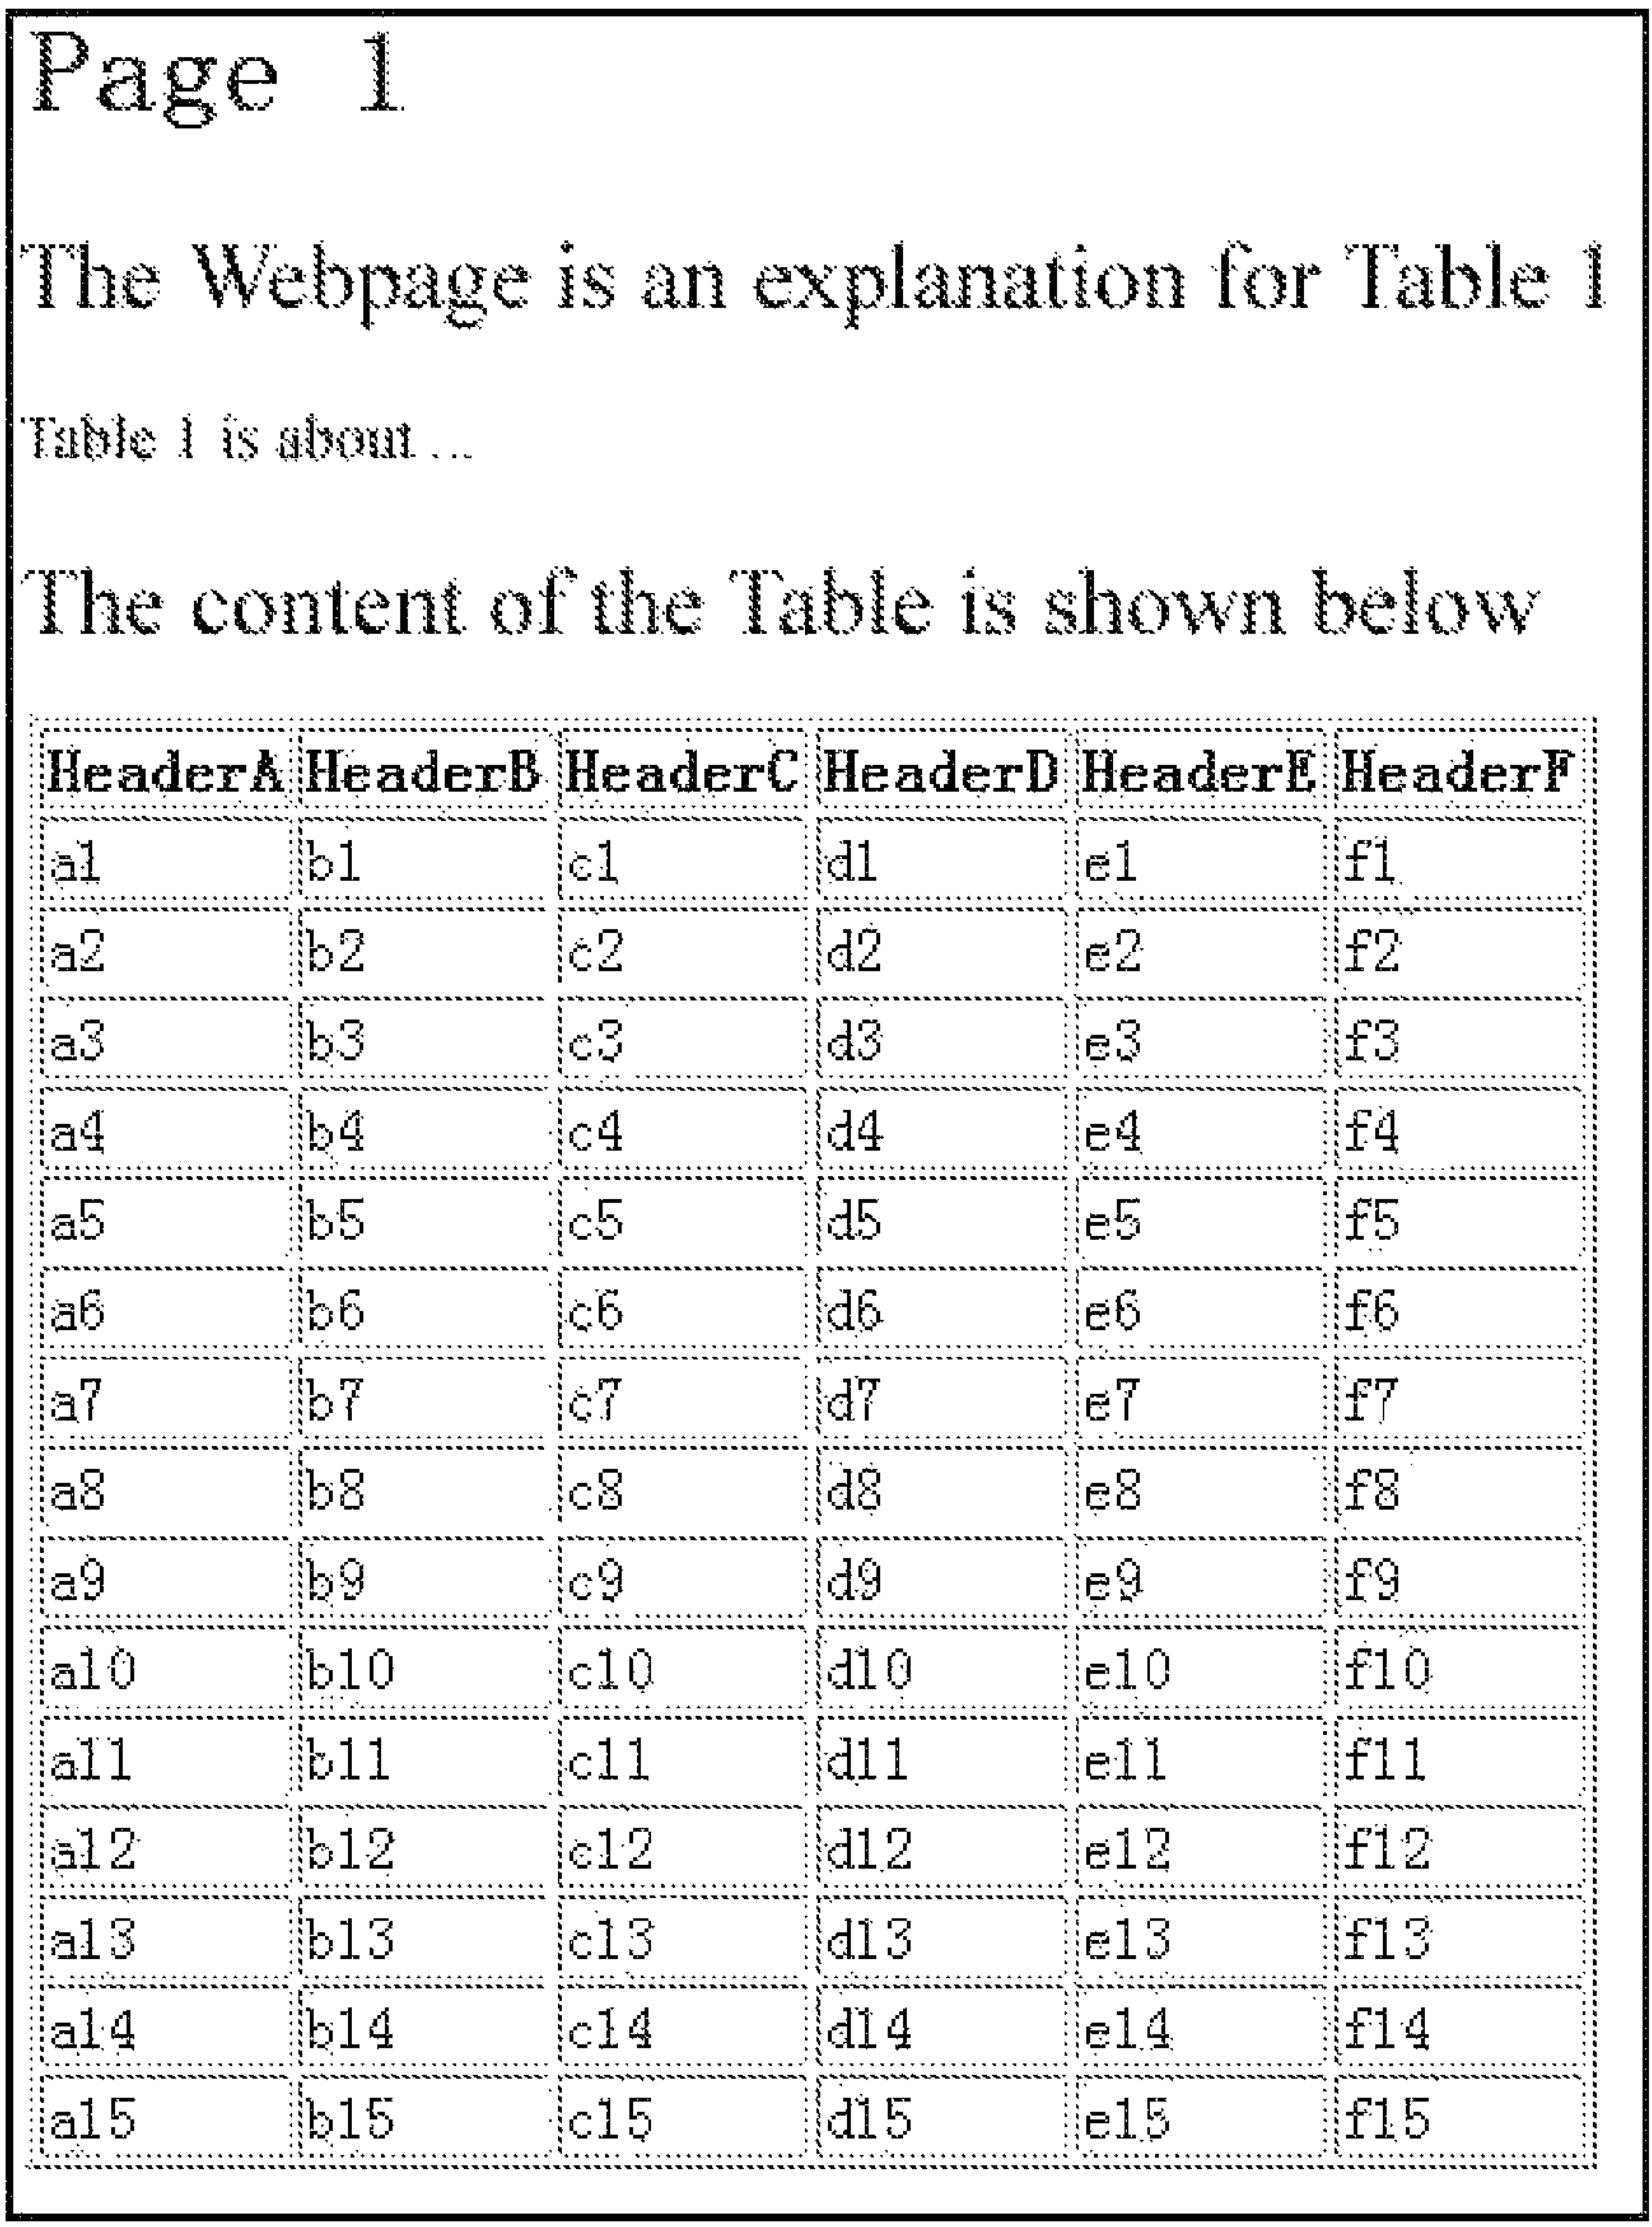 Page 1
The Webpage is an explanation for Table 1
Table 1 is about ...
The content of the Table is shown below
HeaderA HeaderB HeaderC HeaderD HeaderE HeaderF
a1 b1 c1 d1 e1 f1
a2 b2 c2 d2 e2 f2
a3 b3 c3 d3 e3 f3
a4 b4 c4 d4 e4 f4
a5 b5 c5 d5 e5 f5
a6 b6 c6 d6 e6 f6
a7 b7 c7 d7 e7 f7
a8 b8 c8 d8 e8 f8
a9 b9 c9 d9 e9 f9
a10 b10 c10 d10 e10 f10
a11 b11 c11 d11 e11 f11
a12 b12 c12 d12 e12 f12
a13 b13 c13 d13 e13 f13
a14 b14 c14 d14 e14 f14
a15 b15 c15 d15 e15 f15